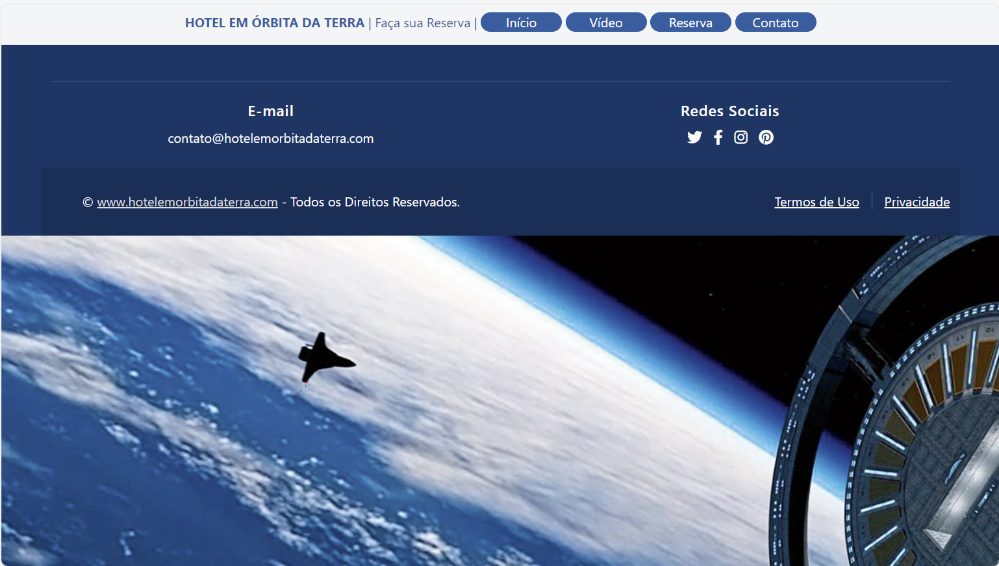 HOTEL EM ÓRBITA DA TERRA | Faça sua Reserva | Início Vídeo Reserva Contato
E-mail
contato@hotelemorbitadaterra.com
Redes Sociais
© www.hotelemorbitadaterra.com - Todos os Direitos Reservados.
Termos de Uso | Privacidade